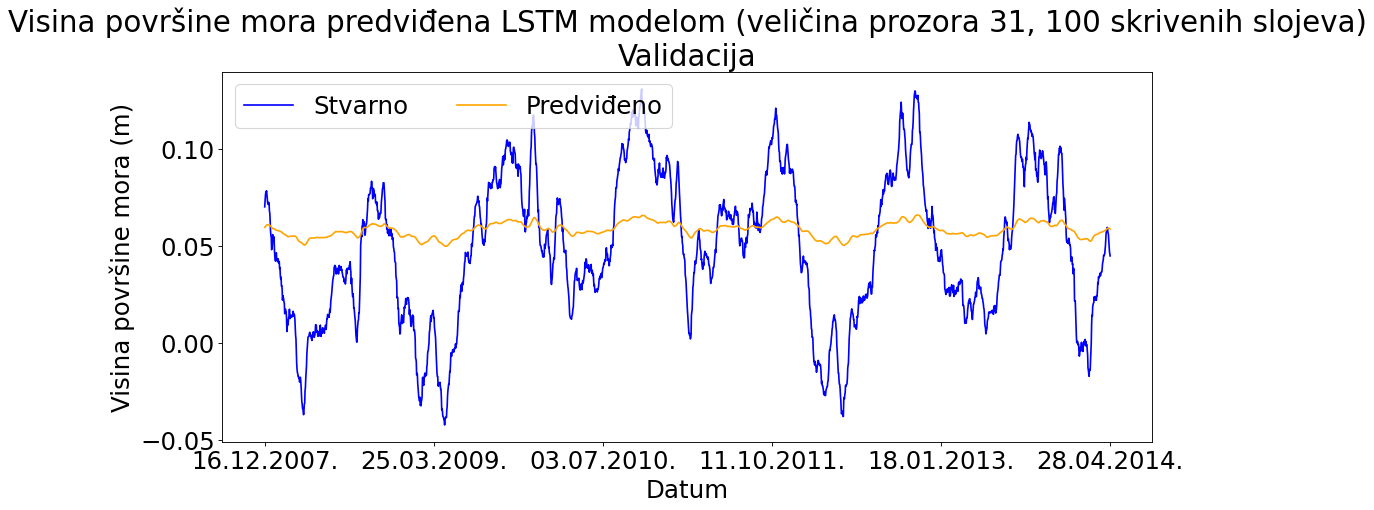 Visina površine mora predviđena LSTM modelom (veličina prozora 31, 100 skrivenih slojeva)
Validacija
Stvarno Predviđeno
Visina površine mora (m)
0.10
0.05
0.00
−0.05
16.12.2007. 25.03.2009. 03.07.2010. 11.10.2011. 18.01.2013. 28.04.2014.
Datum